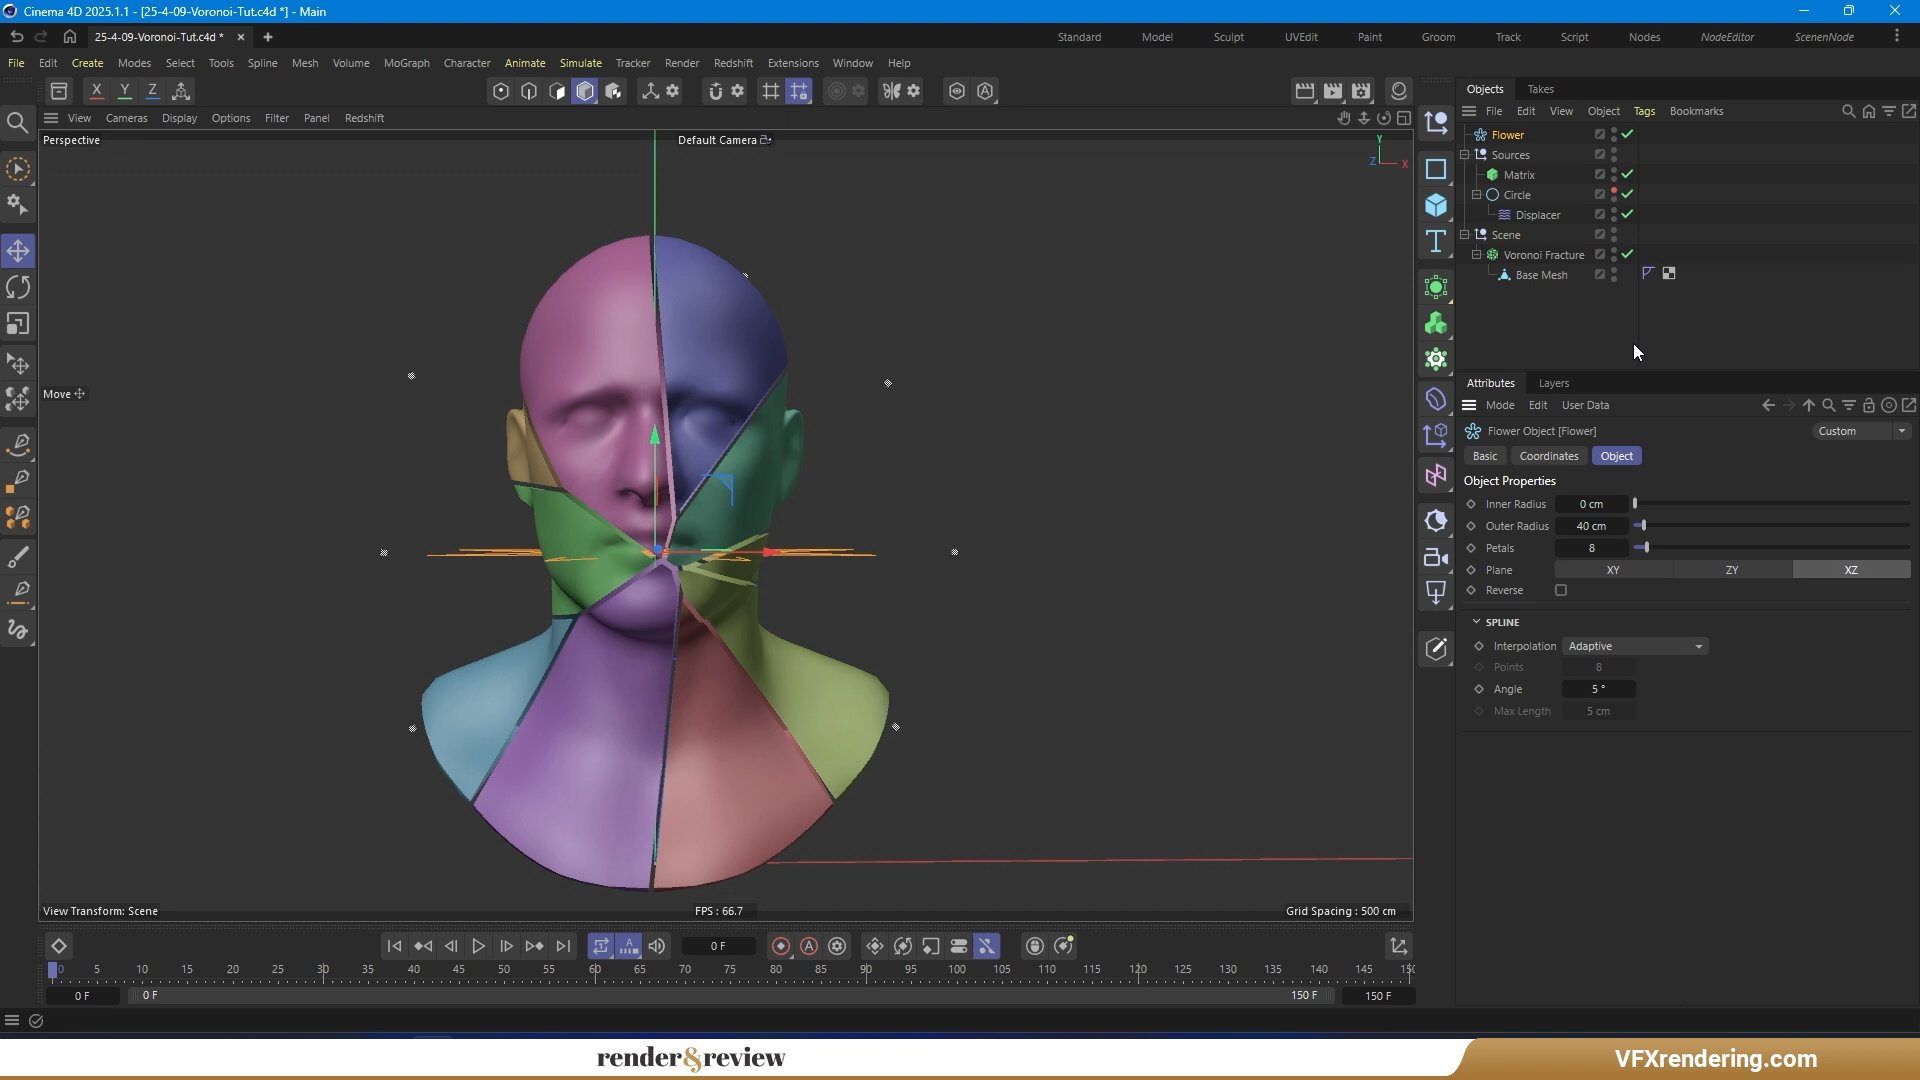 Cinema 4D 2025.1.1 - [25-4-09-Voronoi-Tut.c4d *] - Main
25-4-09-Voronoi-Tut.c4d * × + Standard Model Sculpt UVEdit Paint Groom Track Script Nodes NodeEditor ScenenNode
File Edit Create Modes Select Tools Spline Mesh Volume MoGraph Character Animate Simulate Tracker Render Redshift Extensions Window Help
X Y Z
View Cameras Display Options Filter Panel Redshift
Perspective
Default Camera
Y
Z X
Move
View Transform: Scene
FPS : 66.7
Grid Spacing : 500 cm
Objects Takes
File Edit View Object Tags Bookmarks
Flower
Sources
Matrix
Circle
Displacer
Scene
Voronoi Fracture
Base Mesh
Attributes Layers
Mode Edit User Data
Flower Object [Flower]
Custom
Basic Coordinates Object
Object Properties
Inner Radius 0 cm
Outer Radius 40 cm
Petals 8
Plane XY ZY XZ
Reverse
SPLINE
Interpolation Adaptive
Points 8
Angle 5 °
Max Length 5 cm
0 F
0 5 10 15 20 25 30 35 40 45 50 55 60 65 70 75 80 85 90 95 100 105 110 115 120 125 130 135 140 145 150
0 F 0 F 150 F 150 F
render&review
VFXrendering.com